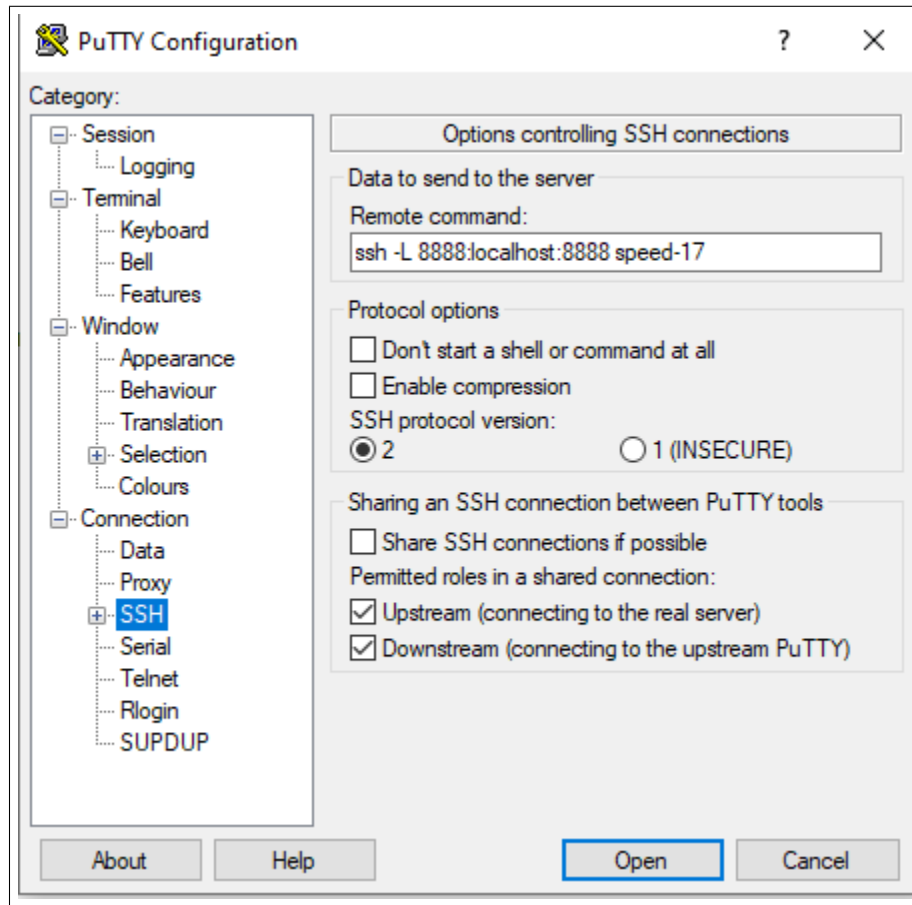 PuTTY Configuration
?
Category:
Session
Logging
Terminal
Keyboard
Bell
Features
Window
Appearance
Behaviour
Translation
Selection
Colours
Connection
Data
Proxy
SSH
Serial
Telnet
Rlogin
SUPDUP
Options controlling SSH connections
Data to send to the server
Remote command:
ssh -L 8888:localhost:8888 speed-17
Protocol options
Don't start a shell or command at all
Enable compression
SSH protocol version:
2 1 (INSECURE)
Sharing an SSH connection between PuTTY tools
Share SSH connections if possible
Permitted roles in a shared connection:
Upstream (connecting to the real server)
Downstream (connecting to the upstream PuTTY)
About Help Open Cancel